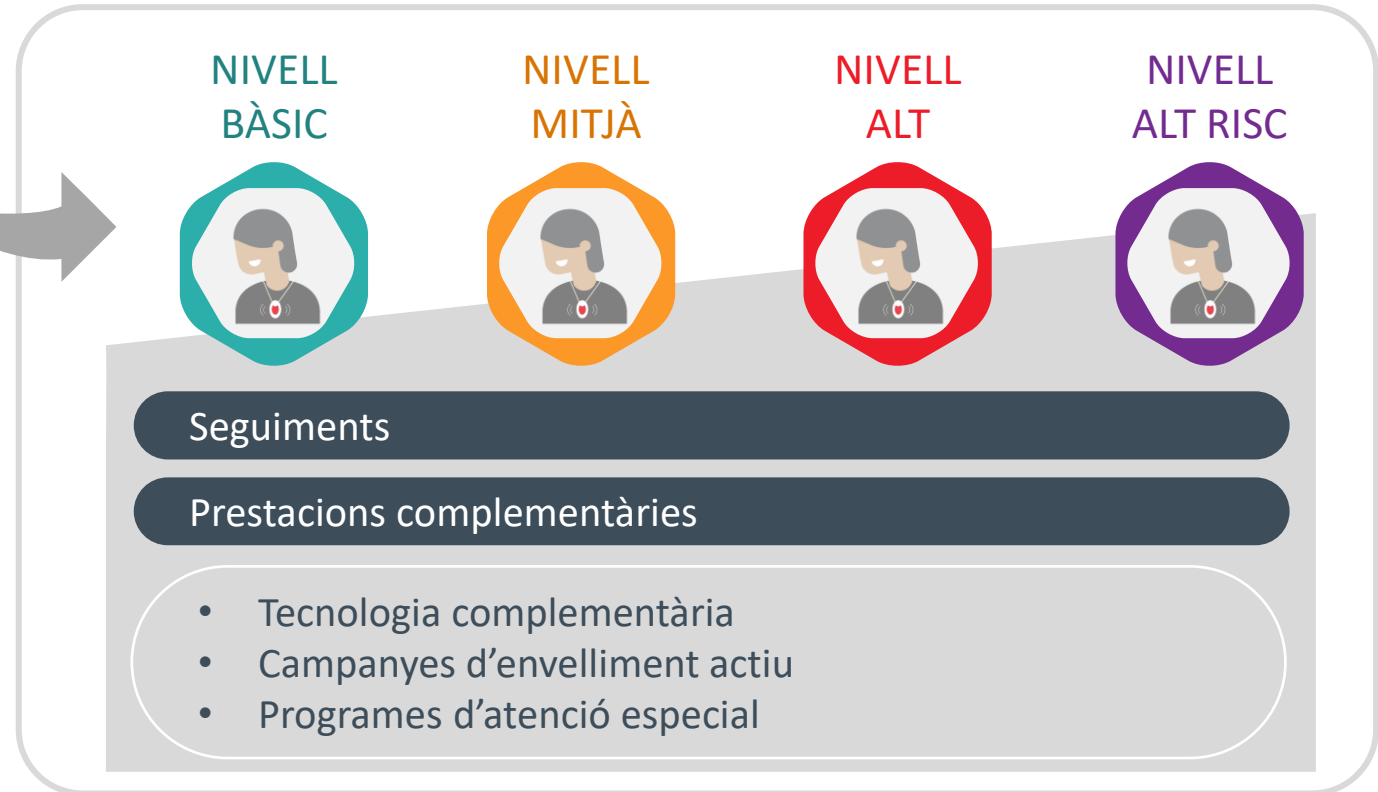 NIVELL
BÀSIC
NIVELL
MITJÀ
NIVELL
ALT
NIVELL
ALT RISC
Seguiments
Prestacions complementàries
• Tecnologia complementària
• Campanyes d’envelliment actiu
• Programes d’atenció especial